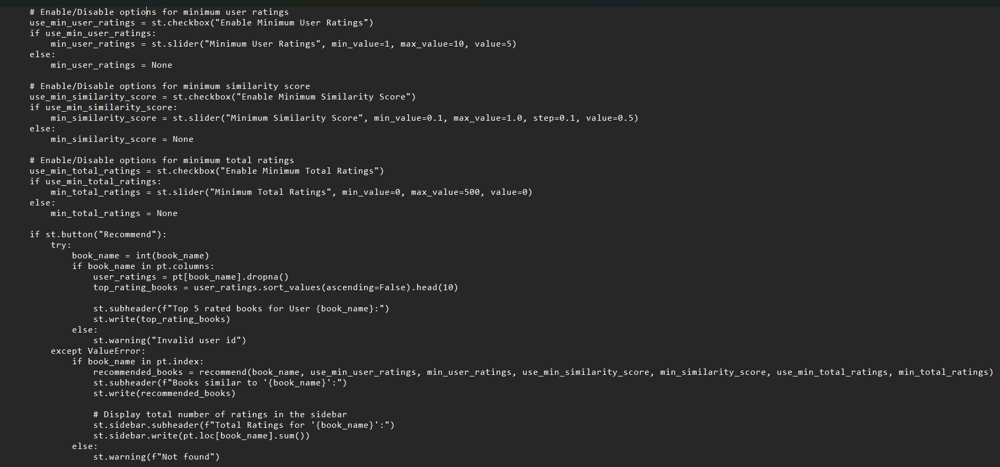 # Enable/Disable options for minimum user ratings
use_min_user_ratings = st.checkbox("Enable Minimum User Ratings")
if use_min_user_ratings:
    min_user_ratings = st.slider("Minimum User Ratings", min_value=1, max_value=10, value=5)
else:
    min_user_ratings = None

# Enable/Disable options for minimum similarity score
use_min_similarity_score = st.checkbox("Enable Minimum Similarity Score")
if use_min_similarity_score:
    min_similarity_score = st.slider("Minimum Similarity Score", min_value=0.1, max_value=1.0, step=0.1, value=0.5)
else:
    min_similarity_score = None

# Enable/Disable options for minimum total ratings
use_min_total_ratings = st.checkbox("Enable Minimum Total Ratings")
if use_min_total_ratings:
    min_total_ratings = st.slider("Minimum Total Ratings", min_value=0, max_value=500, value=0)
else:
    min_total_ratings = None

if st.button("Recommend"):
    try:
        book_name = int(book_name)
        if book_name in pt.columns:
            user_ratings = pt[book_name].dropna()
            top_rating_books = user_ratings.sort_values(ascending=False).head(10)

            st.subheader(f"Top 5 rated books for User {book_name}:")
            st.write(top_rating_books)
        else:
            st.warning("Invalid user id")
    except ValueError:
        if book_name in pt.index:
            recommended_books = recommend(book_name, use_min_user_ratings, min_user_ratings, use_min_similarity_score, min_similarity_score, use_min_total_ratings, min_total_ratings)
            st.subheader(f"Books similar to '{book_name}':")
            st.write(recommended_books)

            # Display total number of ratings in the sidebar
            st.sidebar.subheader(f"Total Ratings for '{book_name}':")
            st.sidebar.write(pt.loc[book_name].sum())
        else:
            st.warning(f"Not found")